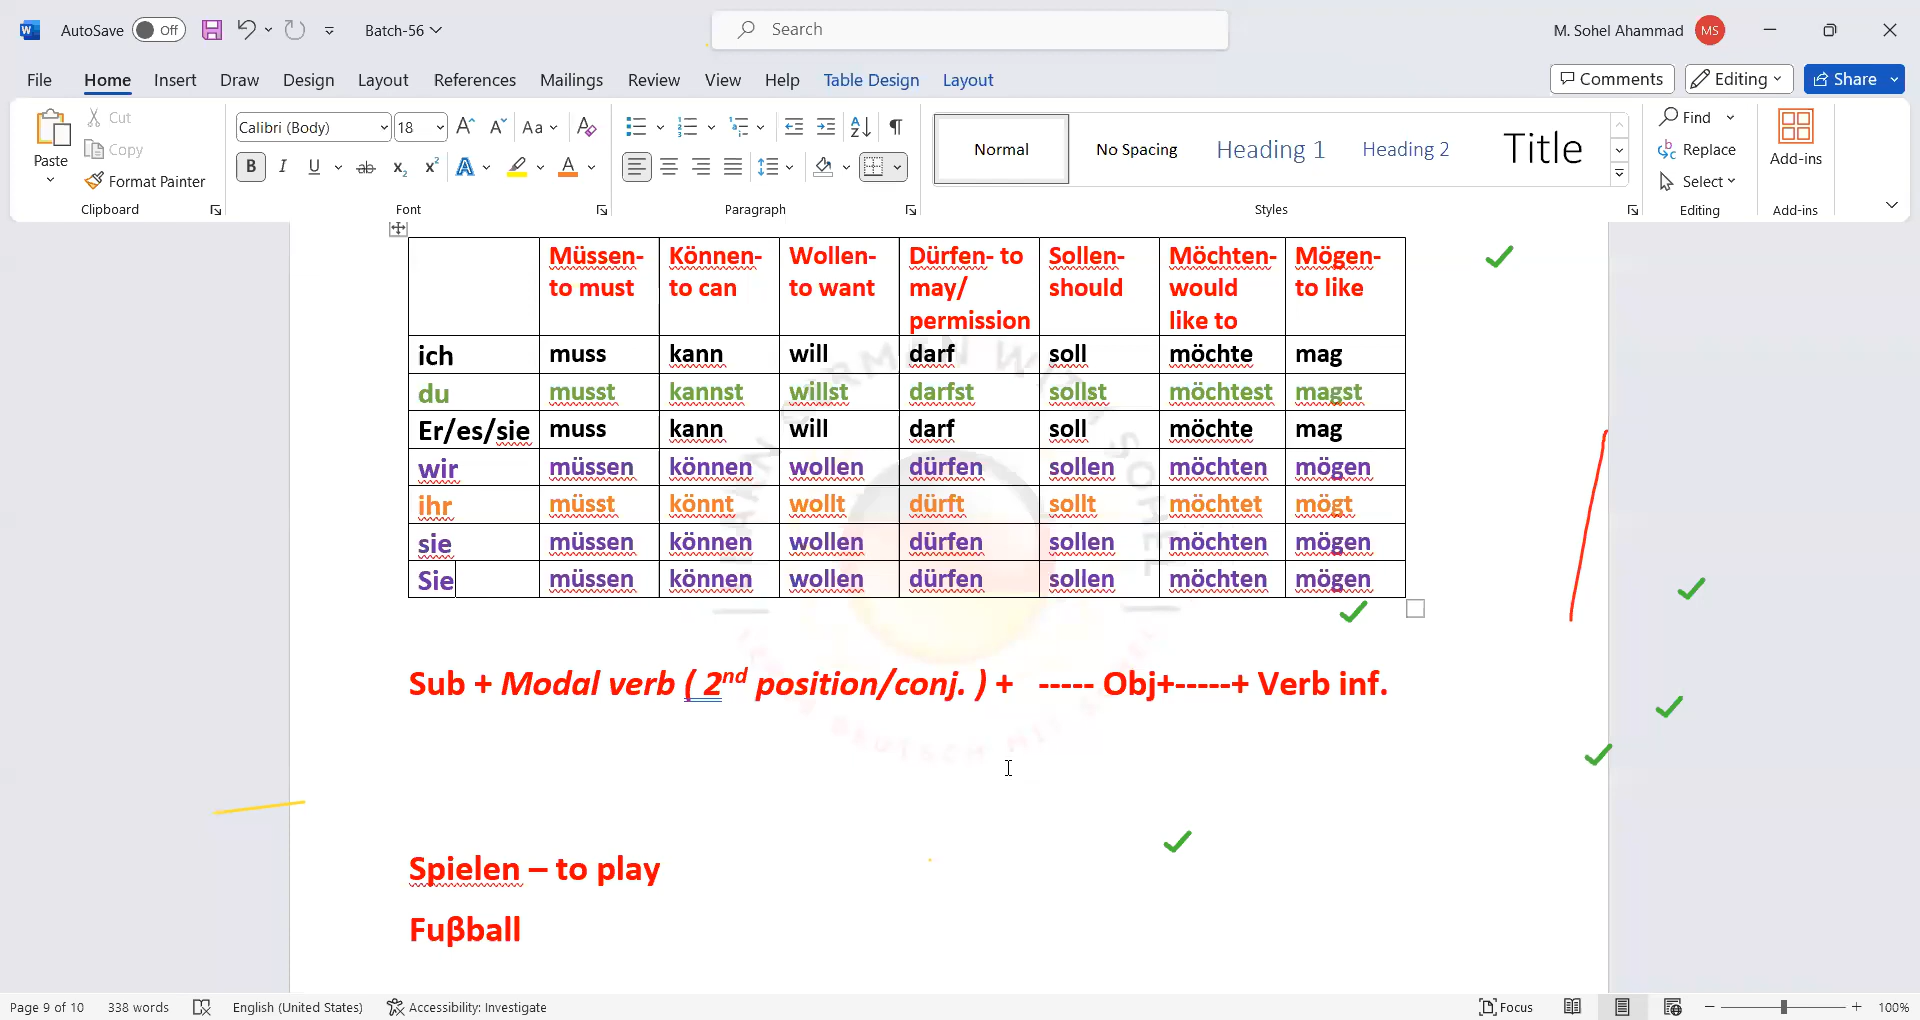 AutoSave Off Batch-56 Search M. Sohel Ahammad MS
File Home Insert Draw Design Layout References Mailings Review View Help Table Design Layout Comments Editing Share
Paste Cut Copy Format Painter
Calibri (Body) 18
Normal No Spacing Heading 1 Heading 2 Title
Find Replace Select
Add-ins
Clipboard Font Paragraph Styles Editing Add-ins
Müssen- to must Können- to can Wollen- to want Dürfen- to may/ permission Sollen- should Möchten- would like to Mögen- to like
ich muss kann will darf soll möchte mag
du musst kannst willst darfst sollst möchtest magst
Er/es/sie muss kann will darf soll möchte mag
wir müssen können wollen dürfen sollen möchten mögen
ihr müsst könnt wollt dürft sollt möchtet mögt
sie müssen können wollen dürfen sollen möchten mögen
Sie müssen können wollen dürfen sollen möchten mögen
Sub + Modal verb ( 2nd position/conj. ) + ----- Obj+-----+ Verb inf.
Spielen – to play
Fuβball
Page 9 of 10 338 words English (United States) Accessibility: Investigate Focus 100%